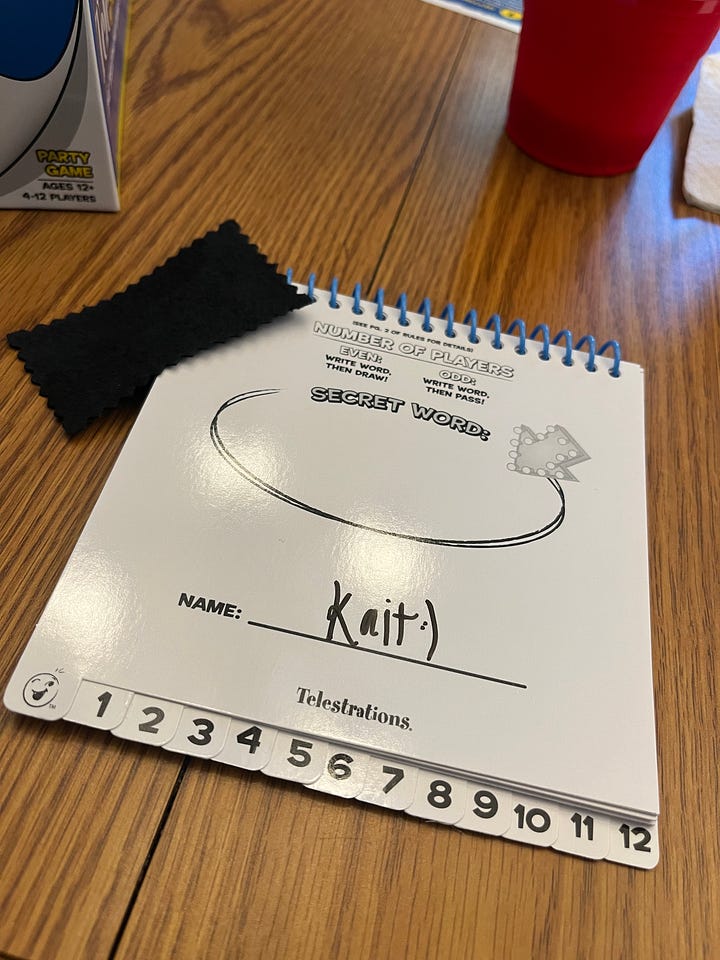 PARTY
GAME
AGES 12+
4-12 PLAYERS
(SEE PG. 2 OF RULES FOR DETAILS)
NUMBER OF PLAYERS
EVEN:
WRITE WORD,
THEN DRAW!
ODD:
WRITE WORD,
THEN PASS!
SECRET WORD:
NAME: Kait:)
Telestrations.
TM
1 2 3 4 5 6 7 8 9 10 11 12